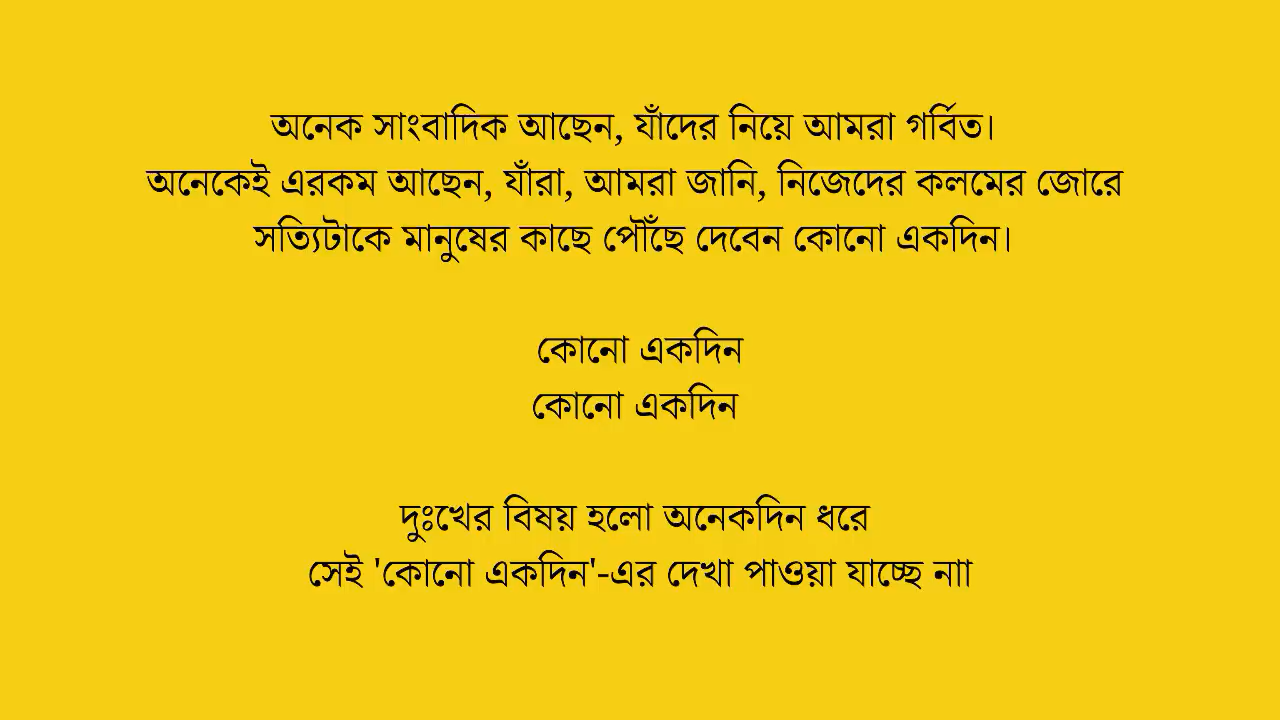 অনেক সাংবাদিক আছেন, যাঁদের নিয়ে আমরা গর্বিত।
অনেকেই এরকম আছেন, যাঁরা, আমরা জানি, নিজেদের কলমের জোরে
সত্যিটাকে মানুষের কাছে পৌঁছে দেবেন কোনো একদিন।
কোনো একদিন
কোনো একদিন
দুঃখের বিষয় হলো অনেকদিন ধরে
সেই 'কোনো একদিন'-এর দেখা পাওয়া যাচ্ছে নাা